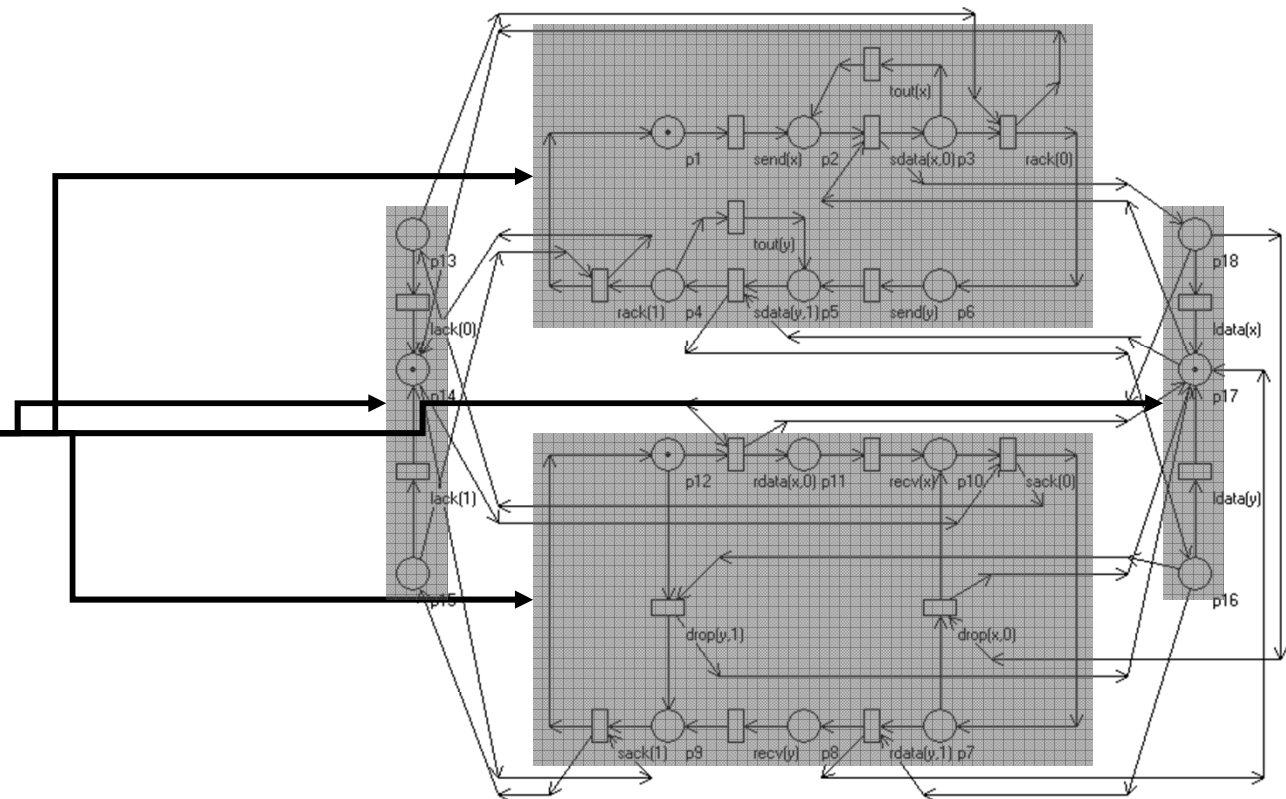 tout(x)
p1
send(x)
p2
sdata(x,0)
p3
rack(0)
tout(y)
rack(1)
p4
sdata(y,1)
p5
send(y)
p6
p13
lack(0)
p14
lack(1)
p15
p18
ldata(x)
p17
ldata(y)
p16
p12
rdata(x,0)
p11
recv(x)
p10
sack(0)
drop(y,1)
drop(x,0)
sack(1)
p9
recv(y)
p8
rdata(y,1)
p7